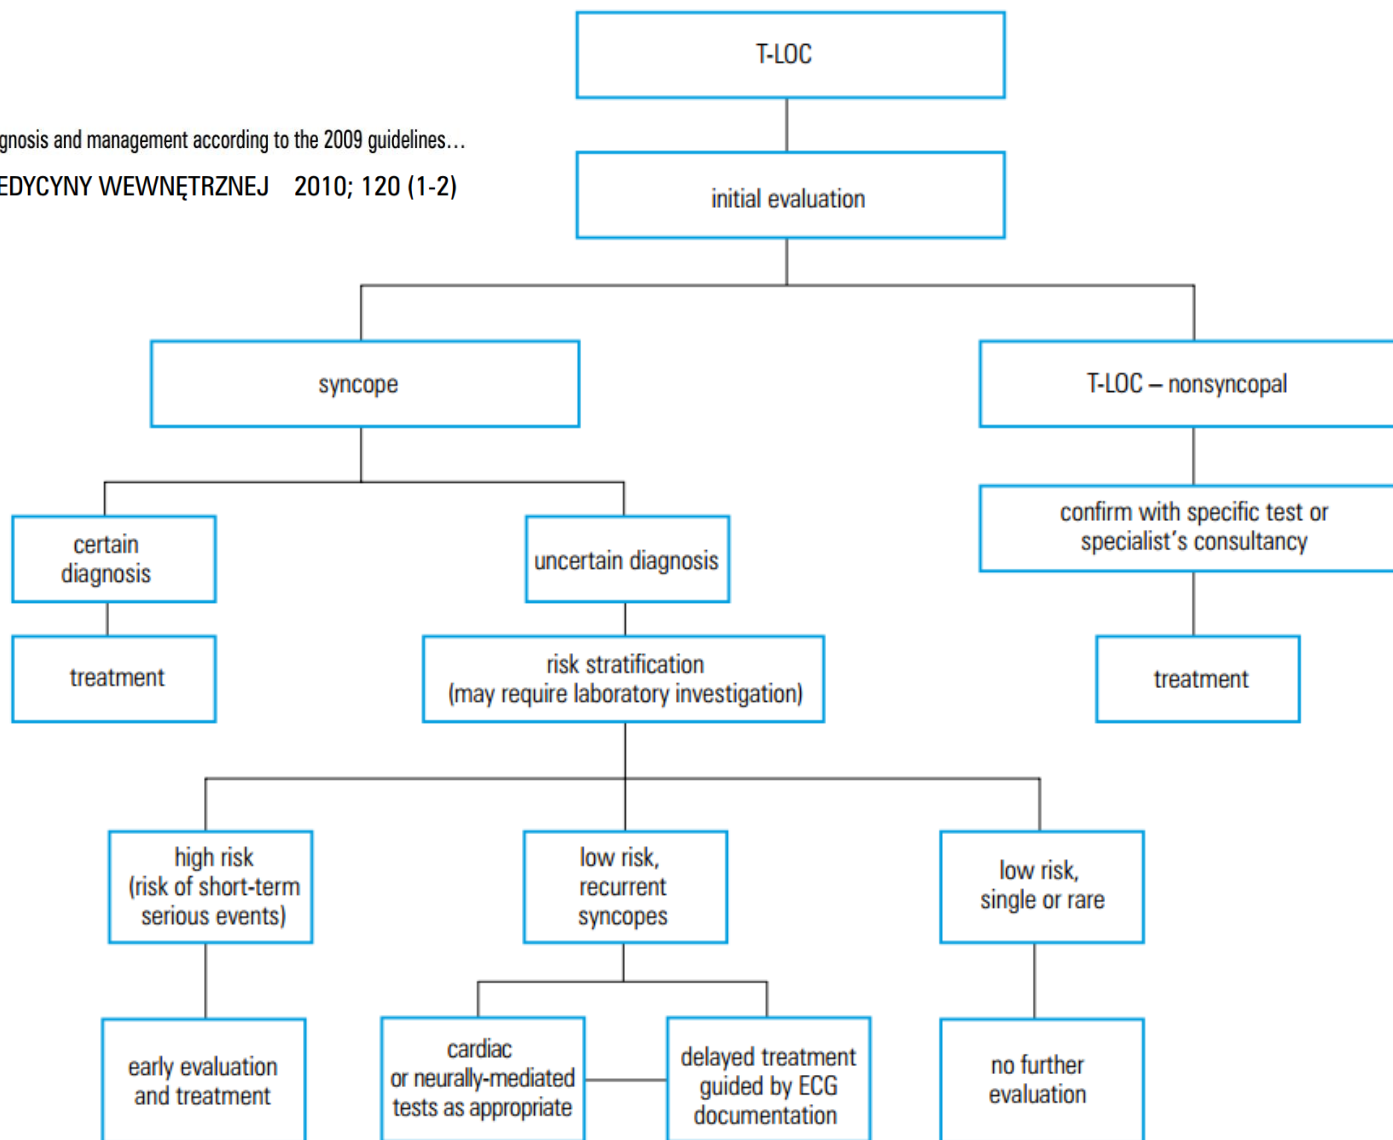 T-LOC
gnosis and management according to the 2009 guidelines…
EDYCYNY WEWNĘTRZNEJ 2010; 120 (1-2)
initial evaluation
syncope
T-LOC – nonsyncopal
certain
diagnosis
uncertain diagnosis
confirm with specific test or
specialist’s consultancy
treatment
risk stratification
(may require laboratory investigation)
treatment
high risk
(risk of short-term
serious events)
low risk,
recurrent
syncopes
low risk,
single or rare
early evaluation
and treatment
cardiac
or neurally-mediated
tests as appropriate
delayed treatment
guided by ECG
documentation
no further
evaluation